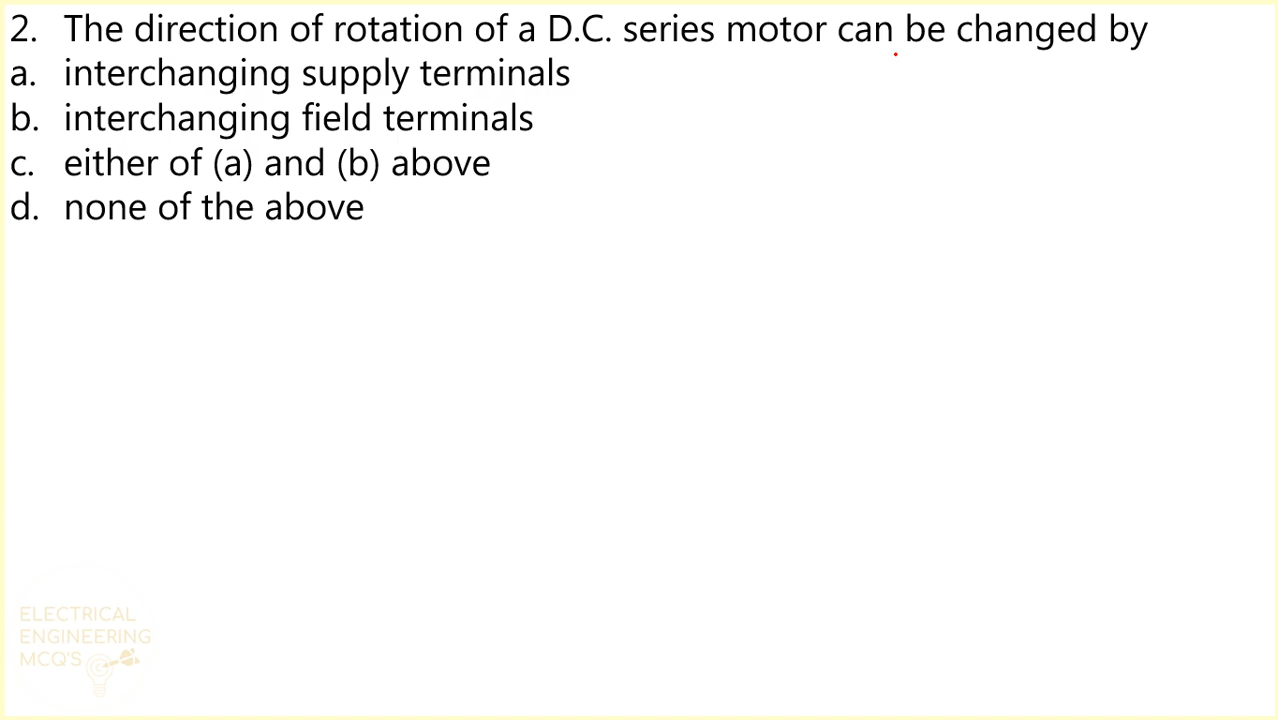 2. The direction of rotation of a D.C. series motor can be changed by
a. interchanging supply terminals
b. interchanging field terminals
c. either of (a) and (b) above
d. none of the above
ELECTRICAL
ENGINEERING
MCQ'S